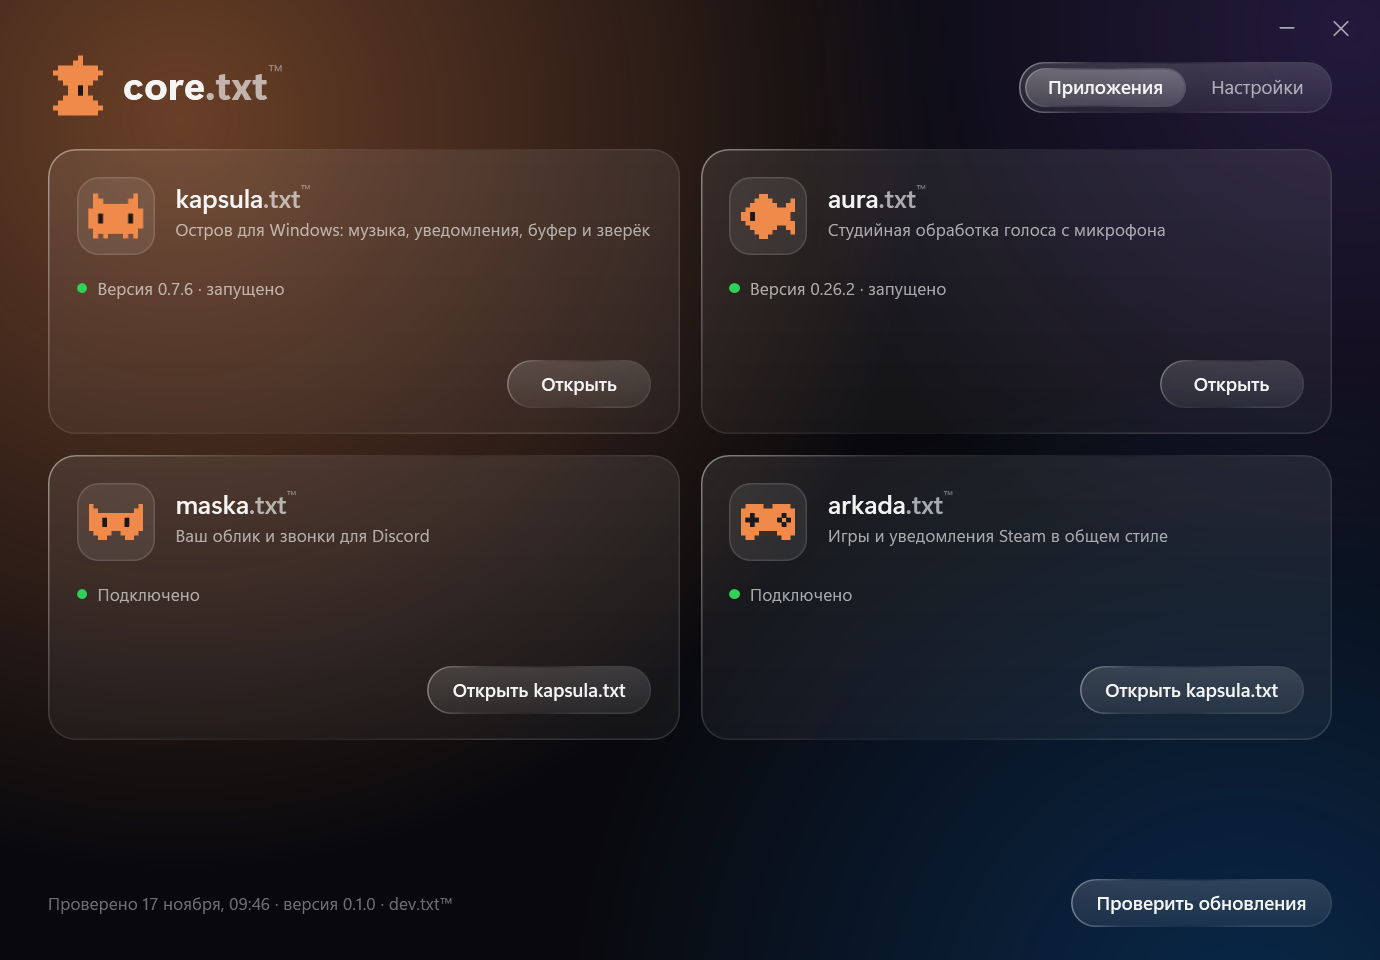 core.txt™
Приложения
Настройки
kapsula.txt™
Остров для Windows: музыка, уведомления, буфер и зверёк
Версия 0.7.6 · запущено
Открыть
aura.txt™
Студийная обработка голоса с микрофона
Версия 0.26.2 · запущено
Открыть
maska.txt™
Ваш облик и звонки для Discord
Подключено
Открыть kapsula.txt
arkada.txt™
Игры и уведомления Steam в общем стиле
Подключено
Открыть kapsula.txt
Проверено 17 ноября, 09:46 · версия 0.1.0 · dev.txt™
Проверить обновления